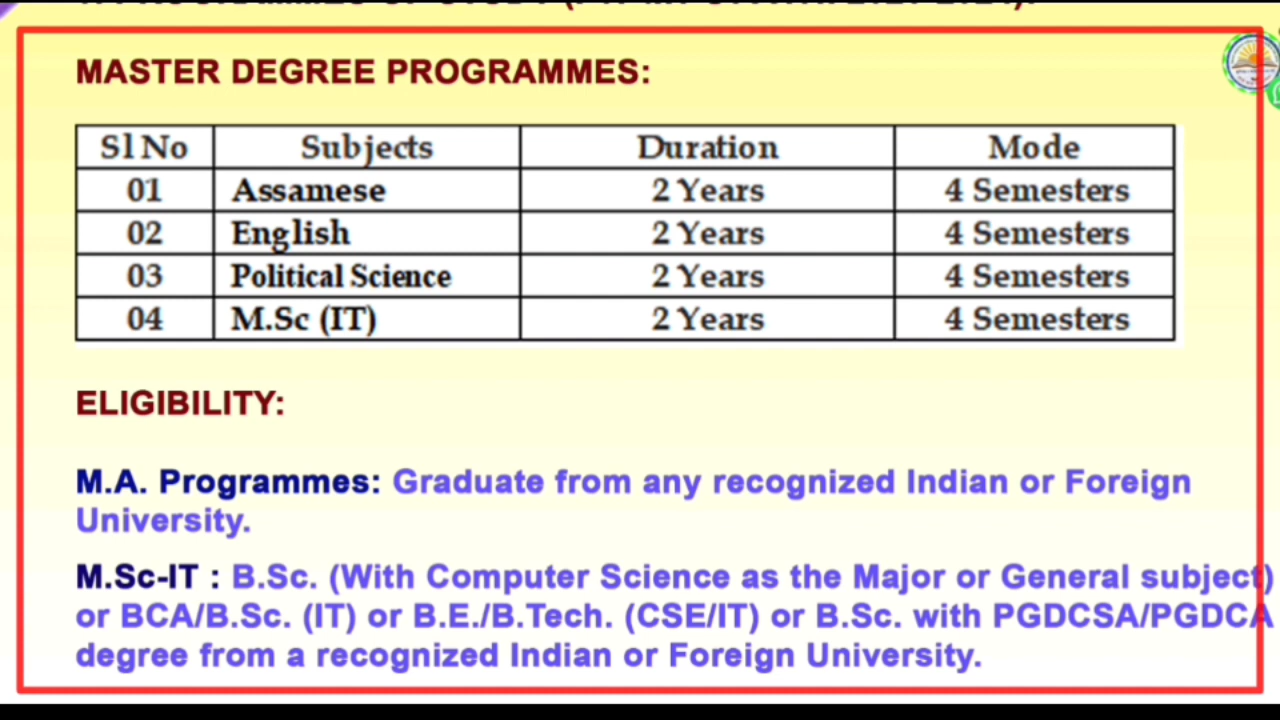 MASTER DEGREE PROGRAMMES:
Sl No Subjects Duration Mode
01 Assamese 2 Years 4 Semesters
02 English 2 Years 4 Semesters
03 Political Science 2 Years 4 Semesters
04 M.Sc (IT) 2 Years 4 Semesters
ELIGIBILITY:
M.A. Programmes: Graduate from any recognized Indian or Foreign
University.
M.Sc-IT : B.Sc. (With Computer Science as the Major or General subject)
or BCA/B.Sc. (IT) or B.E./B.Tech. (CSE/IT) or B.Sc. with PGDCSA/PGDCA
degree from a recognized Indian or Foreign University.